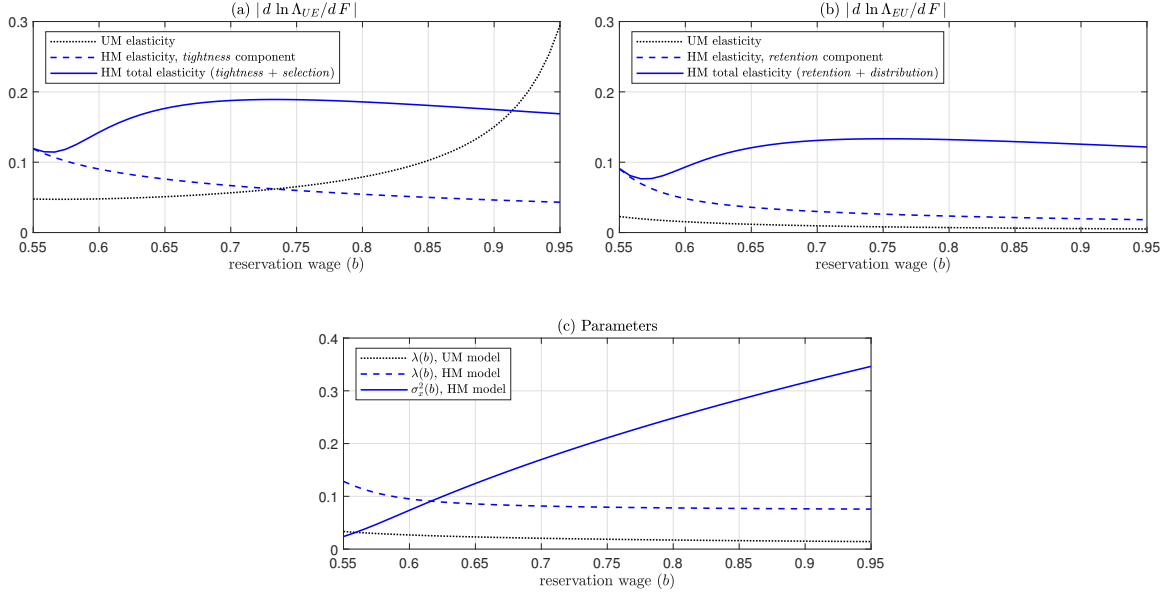 (a) | d ln Λ_{UE}/d F |
0.3
0.2
0.1
0
UM elasticity
HM elasticity, tightness component
HM total elasticity (tightness + selection)
0.55 0.6 0.65 0.7 0.75 0.8 0.85 0.9 0.95
reservation wage (b)
(b) | d ln Λ_{EU}/d F |
0.3
0.2
0.1
0
UM elasticity
HM elasticity, retention component
HM total elasticity (retention + distribution)
0.55 0.6 0.65 0.7 0.75 0.8 0.85 0.9 0.95
reservation wage (b)
(c) Parameters
0.4
0.3
0.2
0.1
0
λ(b), UM model
λ(b), HM model
σ_x^2(b), HM model
0.55 0.6 0.65 0.7 0.75 0.8 0.85 0.9 0.95
reservation wage (b)